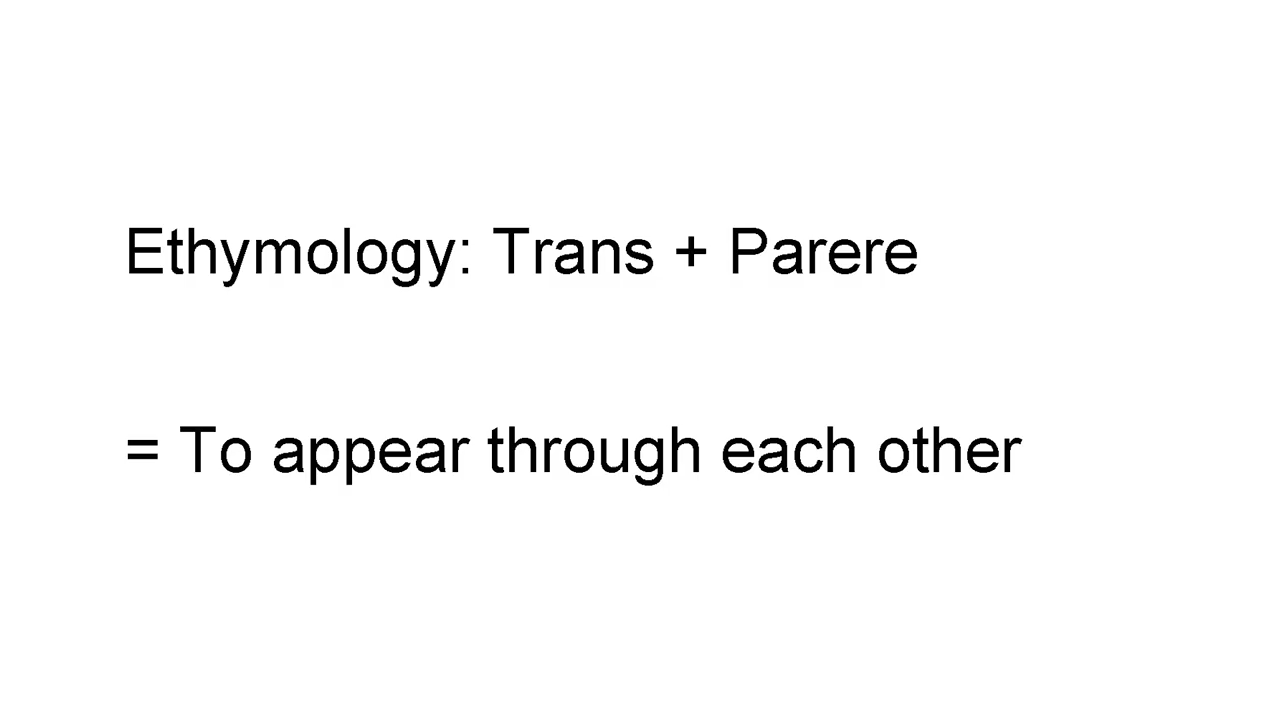 Ethymology: Trans + Parere
= To appear through each other